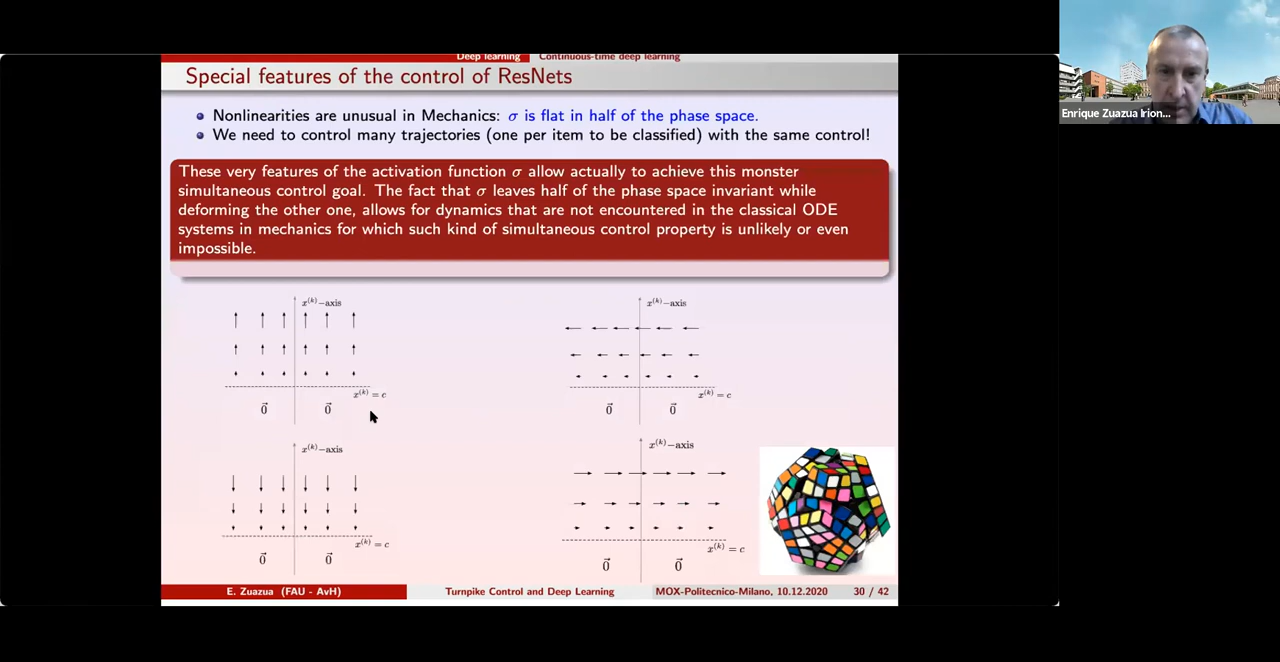 Deep learning Continuous-time deep learning
Special features of the control of ResNets
Nonlinearities are unusual in Mechanics: σ is flat in half of the phase space.
We need to control many trajectories (one per item to be classified) with the same control!
These very features of the activation function σ allow actually to achieve this monster
simultaneous control goal. The fact that σ leaves half of the phase space invariant while
deforming the other one, allows for dynamics that are not encountered in the classical ODE
systems in mechanics for which such kind of simultaneous control property is unlikely or even
impossible.
x^(k)−axis
x^(k) = c
0⃗ 0⃗
x^(k)−axis
x^(k) = c
0⃗ 0⃗
x^(k)−axis
x^(k) = c
0⃗ 0⃗
x^(k)−axis
x^(k) = c
0⃗ 0⃗
E. Zuazua (FAU - AvH) Turnpike Control and Deep Learning MOX-Politecnico-Milano, 10.12.2020 30 / 42
Enrique Zuazua Irion...